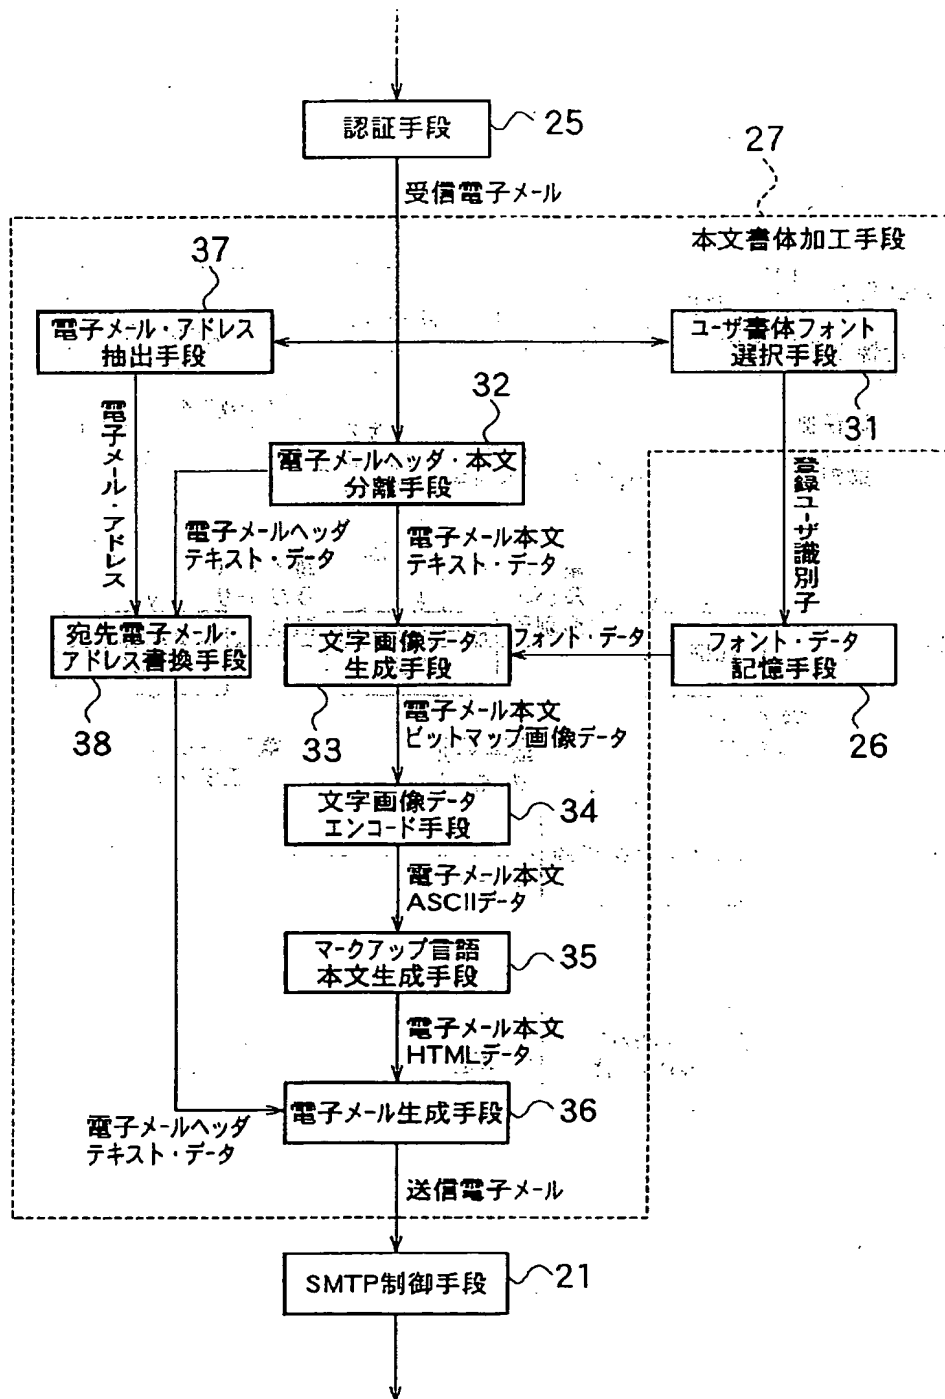 認証手段
25
27
受信電子メール
本文書体加工手段
37
電子メール・アドレス
抽出手段
ユーザ書体フォント
選択手段
31
32
電子メールヘッダ・本文
分離手段
電子メール・アドレス
電子メールヘッダ
テキスト・データ
電子メール本文
テキスト・データ
登録ユーザ識別子
宛先電子メール・
アドレス書換手段
38
文字画像データ
生成手段
33
フォント・データ
フォント・データ
記憶手段
26
電子メール本文
ビットマップ画像データ
文字画像データ
エンコード手段
34
電子メール本文
ASCIIデータ
マークアップ言語
本文生成手段
35
電子メール本文
HTMLデータ
電子メール生成手段
36
電子メールヘッダ
テキスト・データ
送信電子メール
SMTP制御手段
21